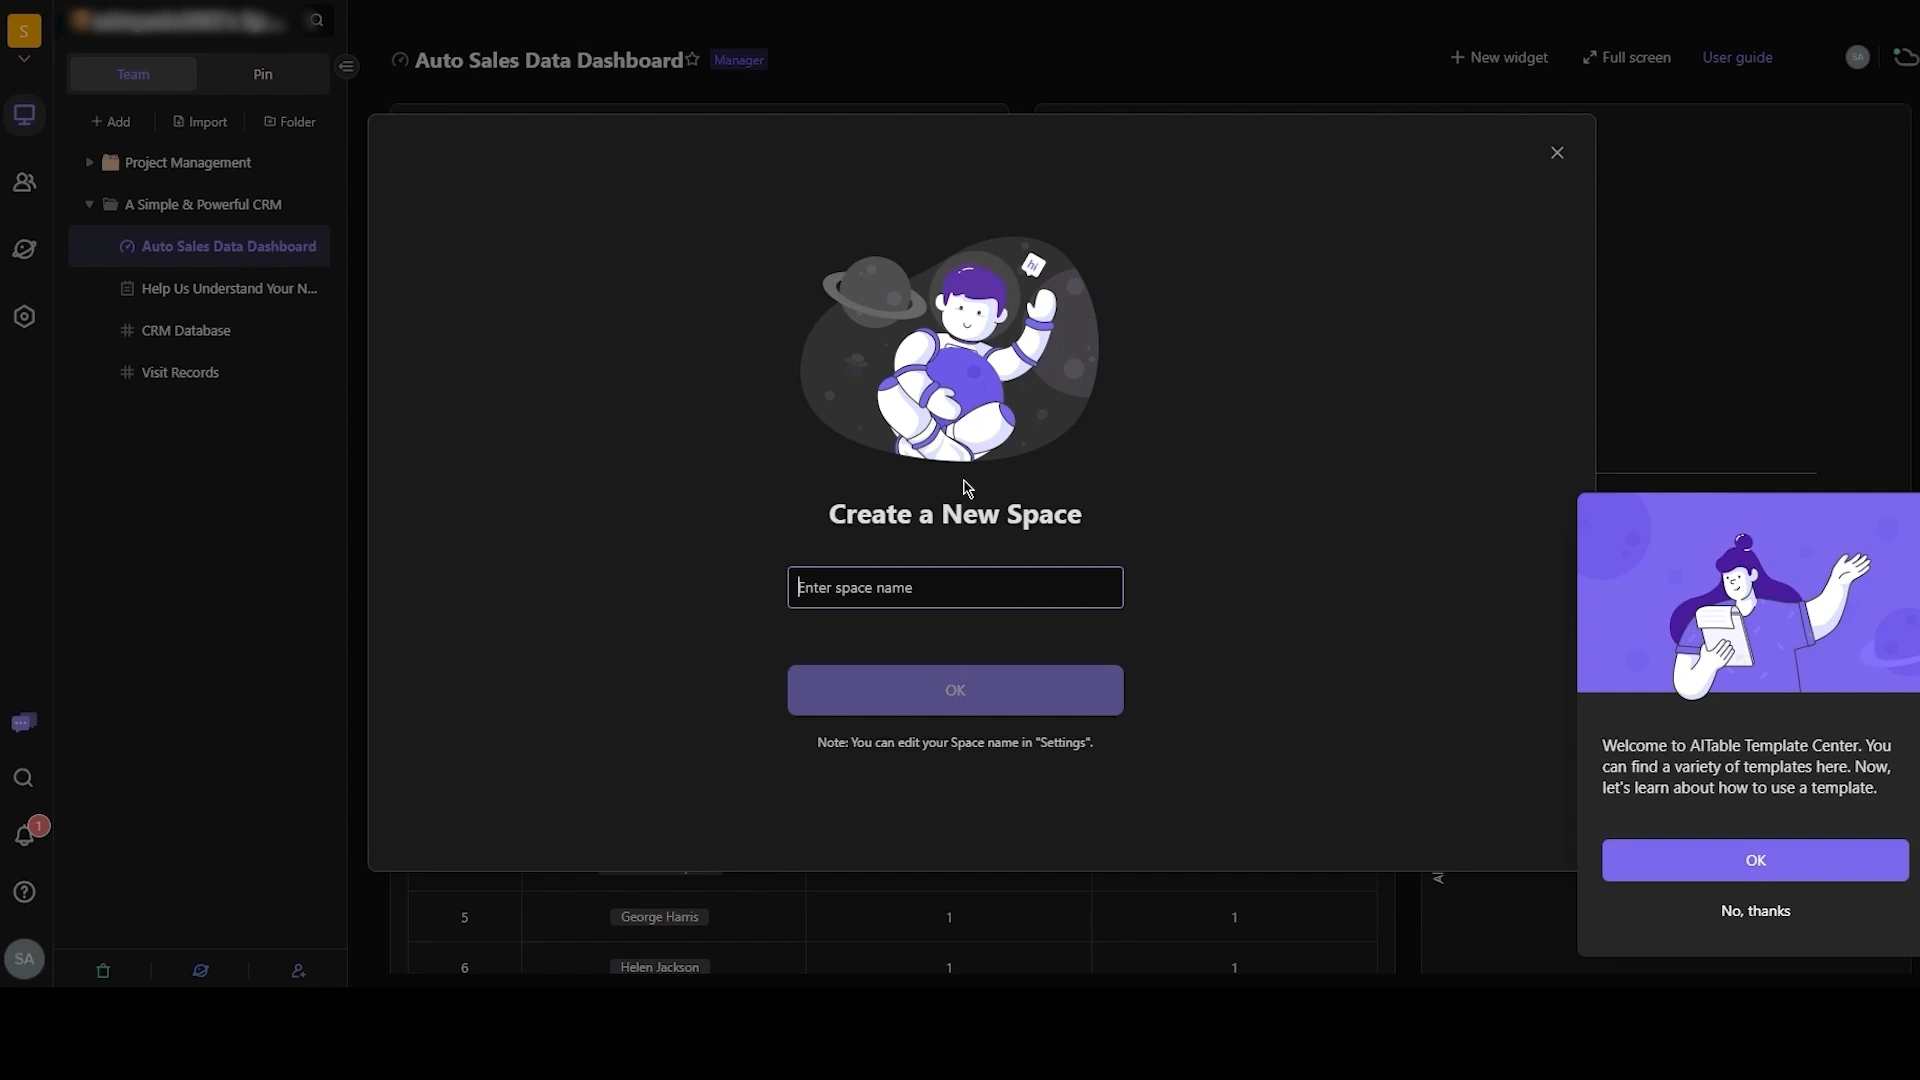 S
Team
Pin
Add
Import
Folder
Project Management
A Simple & Powerful CRM
Auto Sales Data Dashboard
Help Us Understand Your N...
CRM Database
Visit Records
1
SA
Auto Sales Data Dashboard
Manager
New widget
Full screen
User guide
SA
hi
Create a New Space
Enter space name
OK
Note: You can edit your Space name in "Settings".
5 George Harris 1 1
6 Helen Jackson 1 1
Welcome to AITable Template Center. You
can find a variety of templates here. Now,
let's learn about how to use a template.
OK
No, thanks